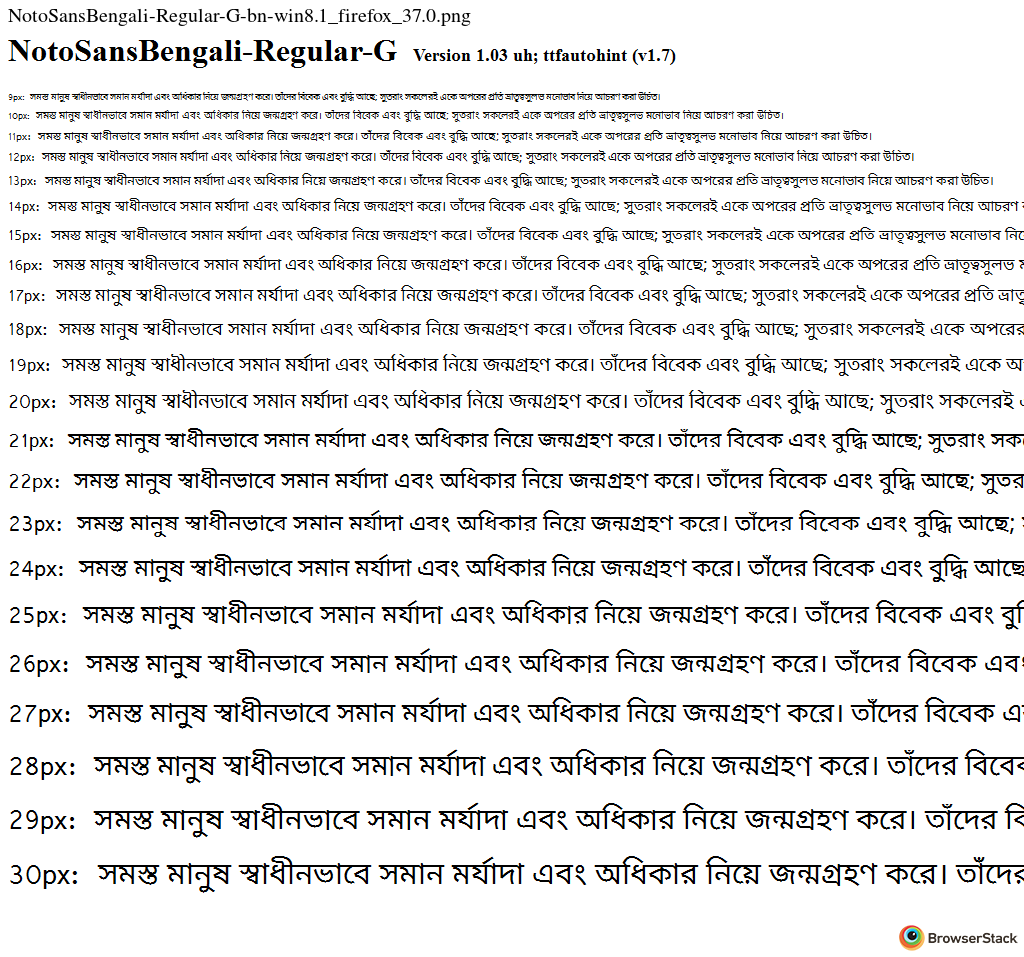 NotoSansBengali-Regular-G-bn-win8.1_firefox_37.0.png
NotoSansBengali-Regular-G Version 1.03 uh; ttfautohint (v1.7)
9px: সমস্ত মানুষ স্বাধীনভাবে সমান মর্যাদা এবং অধিকার নিয়ে জন্মগ্রহণ করে। তাঁদের বিবেক এবং বুদ্ধি আছে; সুতরাং সকলেরই একে অপরের প্রতি ভ্রাতৃত্বসুলভ মনোভাব নিয়ে আচরণ করা উচিত।
10px: সমস্ত মানুষ স্বাধীনভাবে সমান মর্যাদা এবং অধিকার নিয়ে জন্মগ্রহণ করে। তাঁদের বিবেক এবং বুদ্ধি আছে; সুতরাং সকলেরই একে অপরের প্রতি ভ্রাতৃত্বসুলভ মনোভাব নিয়ে আচরণ করা উচিত।
11px: সমস্ত মানুষ স্বাধীনভাবে সমান মর্যাদা এবং অধিকার নিয়ে জন্মগ্রহণ করে। তাঁদের বিবেক এবং বুদ্ধি আছে; সুতরাং সকলেরই একে অপরের প্রতি ভ্রাতৃত্বসুলভ মনোভাব নিয়ে আচরণ করা উচিত।
12px: সমস্ত মানুষ স্বাধীনভাবে সমান মর্যাদা এবং অধিকার নিয়ে জন্মগ্রহণ করে। তাঁদের বিবেক এবং বুদ্ধি আছে; সুতরাং সকলেরই একে অপরের প্রতি ভ্রাতৃত্বসুলভ মনোভাব নিয়ে আচরণ করা উচিত।
13px: সমস্ত মানুষ স্বাধীনভাবে সমান মর্যাদা এবং অধিকার নিয়ে জন্মগ্রহণ করে। তাঁদের বিবেক এবং বুদ্ধি আছে; সুতরাং সকলেরই একে অপরের প্রতি ভ্রাতৃত্বসুলভ মনোভাব নিয়ে আচরণ করা উচিত।
14px: সমস্ত মানুষ স্বাধীনভাবে সমান মর্যাদা এবং অধিকার নিয়ে জন্মগ্রহণ করে। তাঁদের বিবেক এবং বুদ্ধি আছে; সুতরাং সকলেরই একে অপরের প্রতি ভ্রাতৃত্বসুলভ মনোভাব নিয়ে আচরণ
15px: সমস্ত মানুষ স্বাধীনভাবে সমান মর্যাদা এবং অধিকার নিয়ে জন্মগ্রহণ করে। তাঁদের বিবেক এবং বুদ্ধি আছে; সুতরাং সকলেরই একে অপরের প্রতি ভ্রাতৃত্বসুলভ মনোভাব
16px: সমস্ত মানুষ স্বাধীনভাবে সমান মর্যাদা এবং অধিকার নিয়ে জন্মগ্রহণ করে। তাঁদের বিবেক এবং বুদ্ধি আছে; সুতরাং সকলেরই একে অপরের প্রতি ভ্রাতৃত্বসুলভ
17px: সমস্ত মানুষ স্বাধীনভাবে সমান মর্যাদা এবং অধিকার নিয়ে জন্মগ্রহণ করে। তাঁদের বিবেক এবং বুদ্ধি আছে; সুতরাং সকলেরই একে অপরের প্রতি
18px: সমস্ত মানুষ স্বাধীনভাবে সমান মর্যাদা এবং অধিকার নিয়ে জন্মগ্রহণ করে। তাঁদের বিবেক এবং বুদ্ধি আছে; সুতরাং সকলেরই একে অপরের
19px: সমস্ত মানুষ স্বাধীনভাবে সমান মর্যাদা এবং অধিকার নিয়ে জন্মগ্রহণ করে। তাঁদের বিবেক এবং বুদ্ধি আছে; সুতরাং সকলেরই একে
20px: সমস্ত মানুষ স্বাধীনভাবে সমান মর্যাদা এবং অধিকার নিয়ে জন্মগ্রহণ করে। তাঁদের বিবেক এবং বুদ্ধি আছে; সুতরাং সকলেরই
21px: সমস্ত মানুষ স্বাধীনভাবে সমান মর্যাদা এবং অধিকার নিয়ে জন্মগ্রহণ করে। তাঁদের বিবেক এবং বুদ্ধি আছে; সুতরাং
22px: সমস্ত মানুষ স্বাধীনভাবে সমান মর্যাদা এবং অধিকার নিয়ে জন্মগ্রহণ করে। তাঁদের বিবেক এবং বুদ্ধি আছে;
23px: সমস্ত মানুষ স্বাধীনভাবে সমান মর্যাদা এবং অধিকার নিয়ে জন্মগ্রহণ করে। তাঁদের বিবেক এবং বুদ্ধি আছে;
24px: সমস্ত মানুষ স্বাধীনভাবে সমান মর্যাদা এবং অধিকার নিয়ে জন্মগ্রহণ করে। তাঁদের বিবেক এবং বুদ্ধি আছে
25px: সমস্ত মানুষ স্বাধীনভাবে সমান মর্যাদা এবং অধিকার নিয়ে জন্মগ্রহণ করে। তাঁদের বিবেক এবং
26px: সমস্ত মানুষ স্বাধীনভাবে সমান মর্যাদা এবং অধিকার নিয়ে জন্মগ্রহণ করে। তাঁদের বিবেক এবং
27px: সমস্ত মানুষ স্বাধীনভাবে সমান মর্যাদা এবং অধিকার নিয়ে জন্মগ্রহণ করে। তাঁদের বিবেক
28px: সমস্ত মানুষ স্বাধীনভাবে সমান মর্যাদা এবং অধিকার নিয়ে জন্মগ্রহণ করে। তাঁদের বিবেক
29px: সমস্ত মানুষ স্বাধীনভাবে সমান মর্যাদা এবং অধিকার নিয়ে জন্মগ্রহণ করে। তাঁদের
30px: সমস্ত মানুষ স্বাধীনভাবে সমান মর্যাদা এবং অধিকার নিয়ে জন্মগ্রহণ করে। তাঁদের
BrowserStack